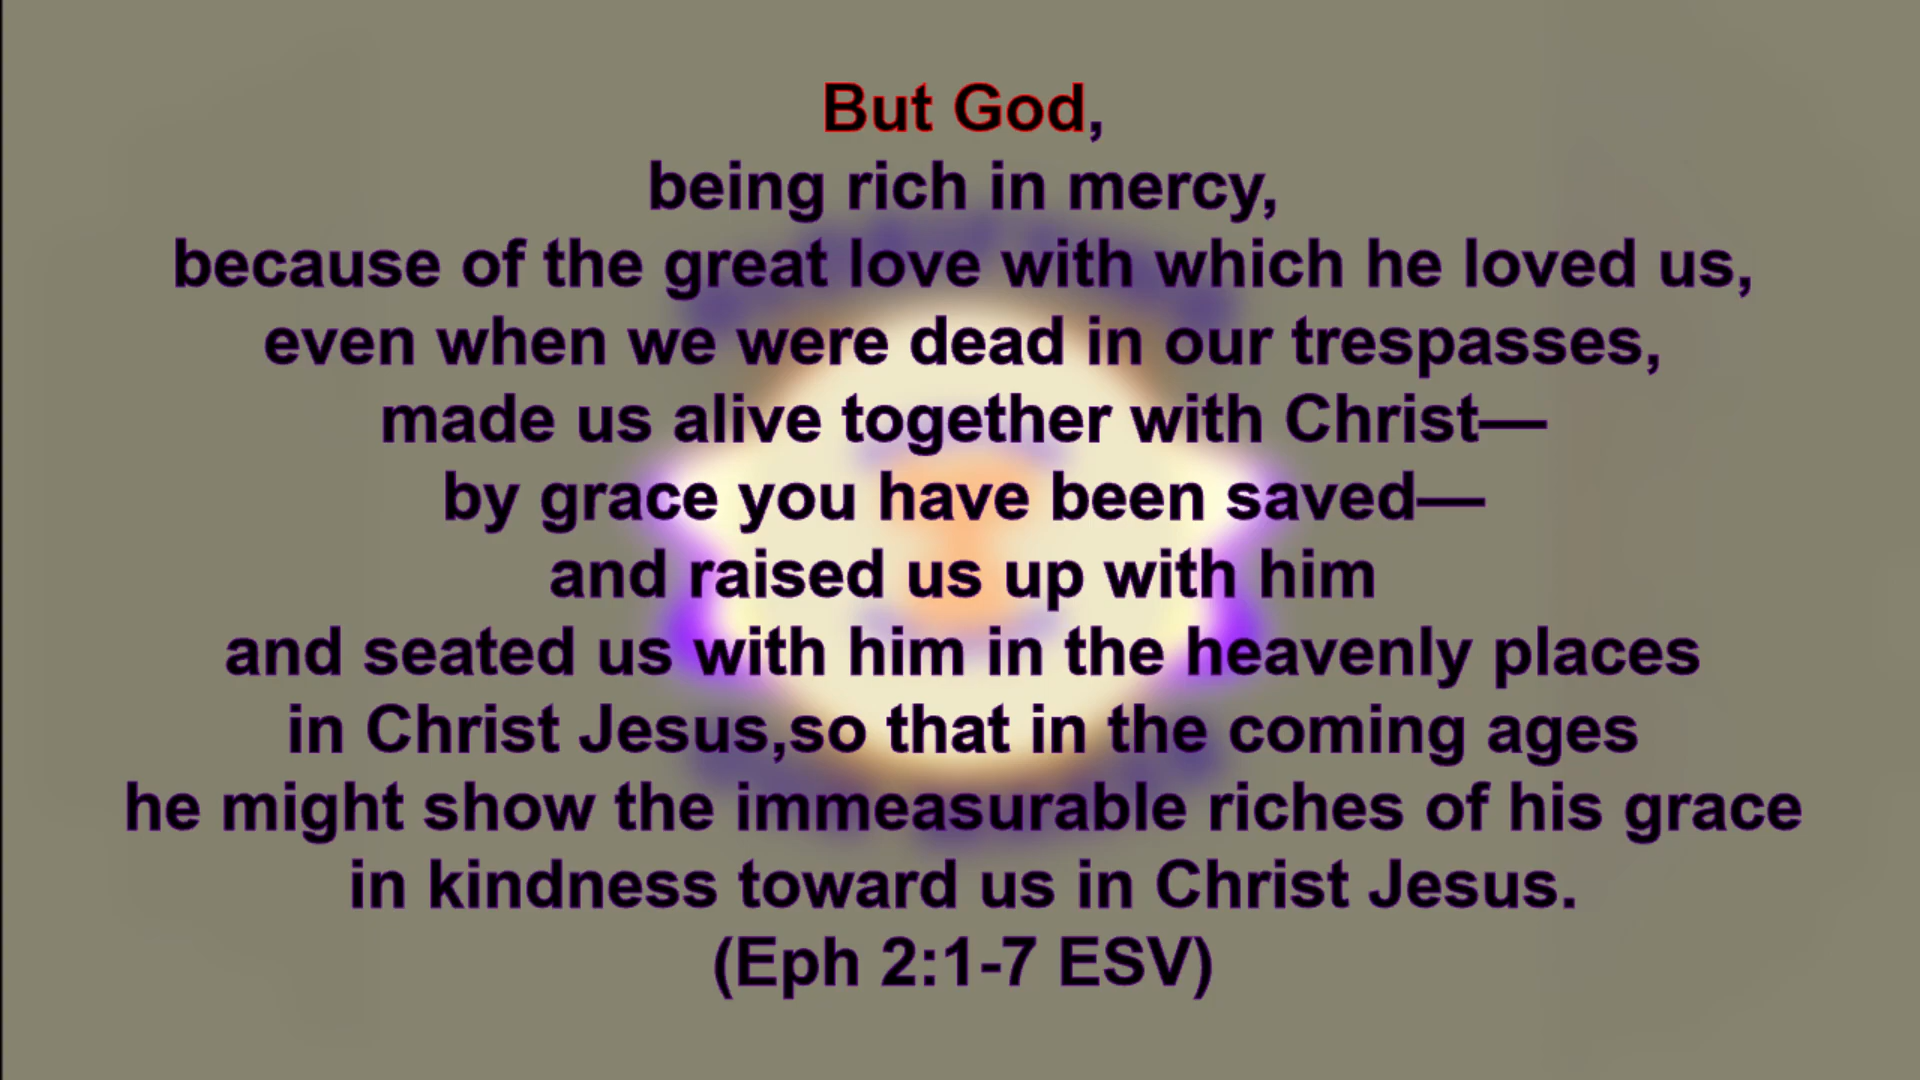 But God,
being rich in mercy,
because of the great love with which he loved us,
even when we were dead in our trespasses,
made us alive together with Christ—
by grace you have been saved—
and raised us up with him
and seated us with him in the heavenly places
in Christ Jesus,so that in the coming ages
he might show the immeasurable riches of his grace
in kindness toward us in Christ Jesus.
(Eph 2:1-7 ESV)